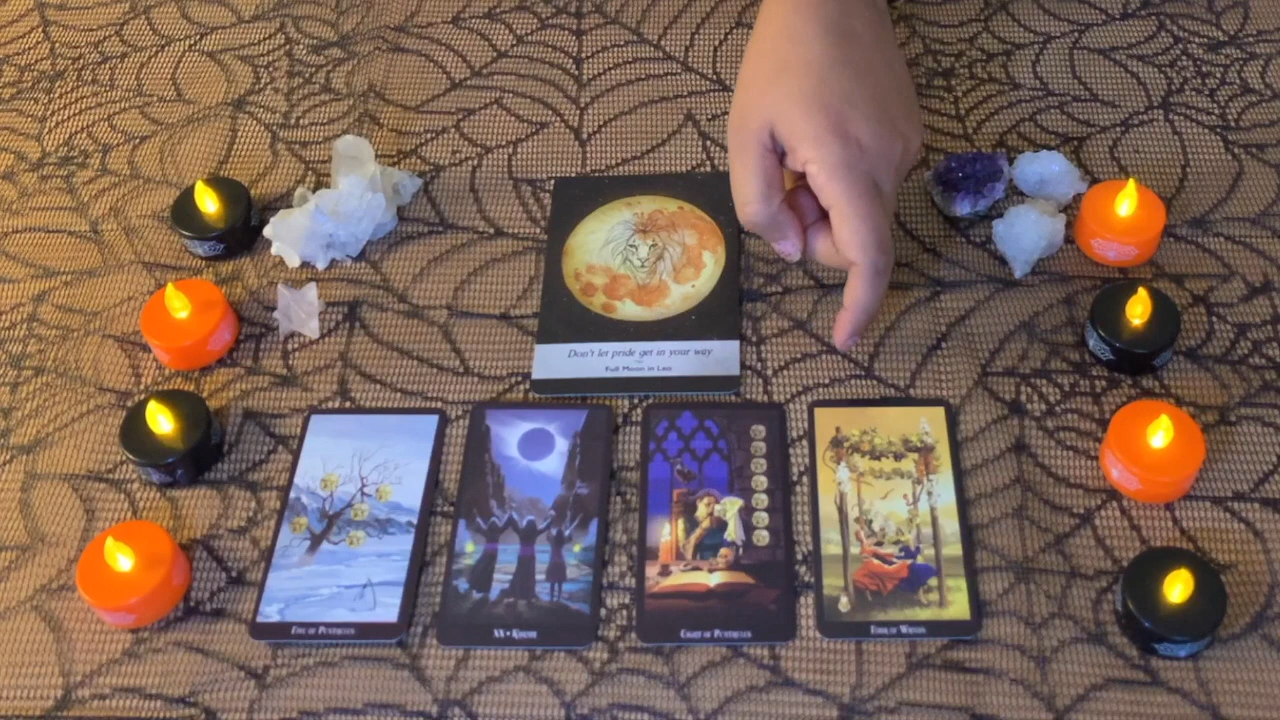 Don't let pride get in your way
Full Moon in Leo
Five of Pentacles
XX • Karma
Eight of Pentacles
Four of Wands